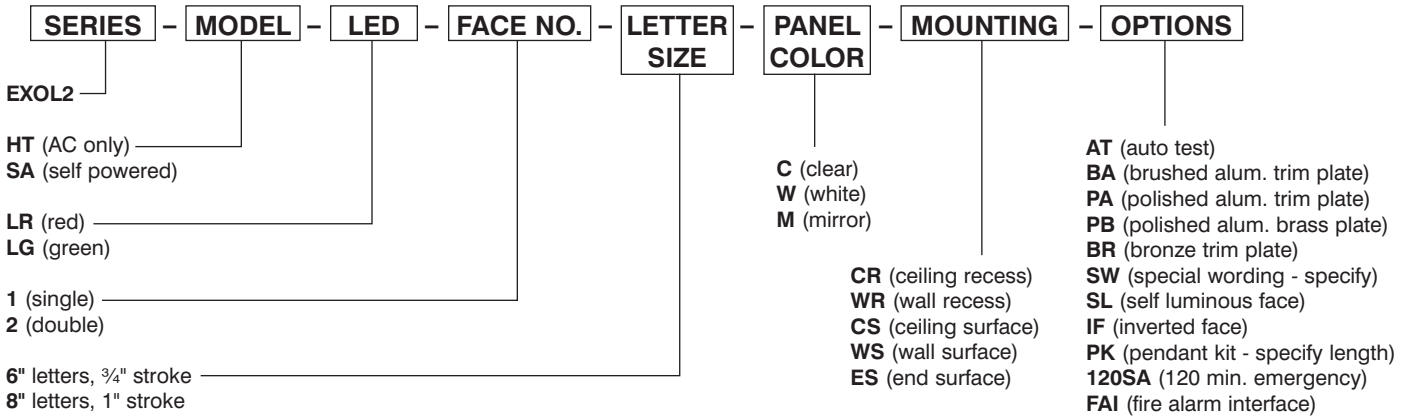 SERIES – MODEL – LED – FACE NO. – LETTER SIZE – PANEL COLOR – MOUNTING – OPTIONS
EXOL2
HT (AC only)
SA (self powered)
LR (red)
LG (green)
1 (single)
2 (double)
6" letters, ¾" stroke
8" letters, 1" stroke
C (clear)
W (white)
M (mirror)
CR (ceiling recess)
WR (wall recess)
CS (ceiling surface)
WS (wall surface)
ES (end surface)
AT (auto test)
BA (brushed alum. trim plate)
PA (polished alum. trim plate)
PB (polished alum. brass plate)
BR (bronze trim plate)
SW (special wording - specify)
SL (self luminous face)
IF (inverted face)
PK (pendant kit - specify length)
120SA (120 min. emergency)
FAI (fire alarm interface)